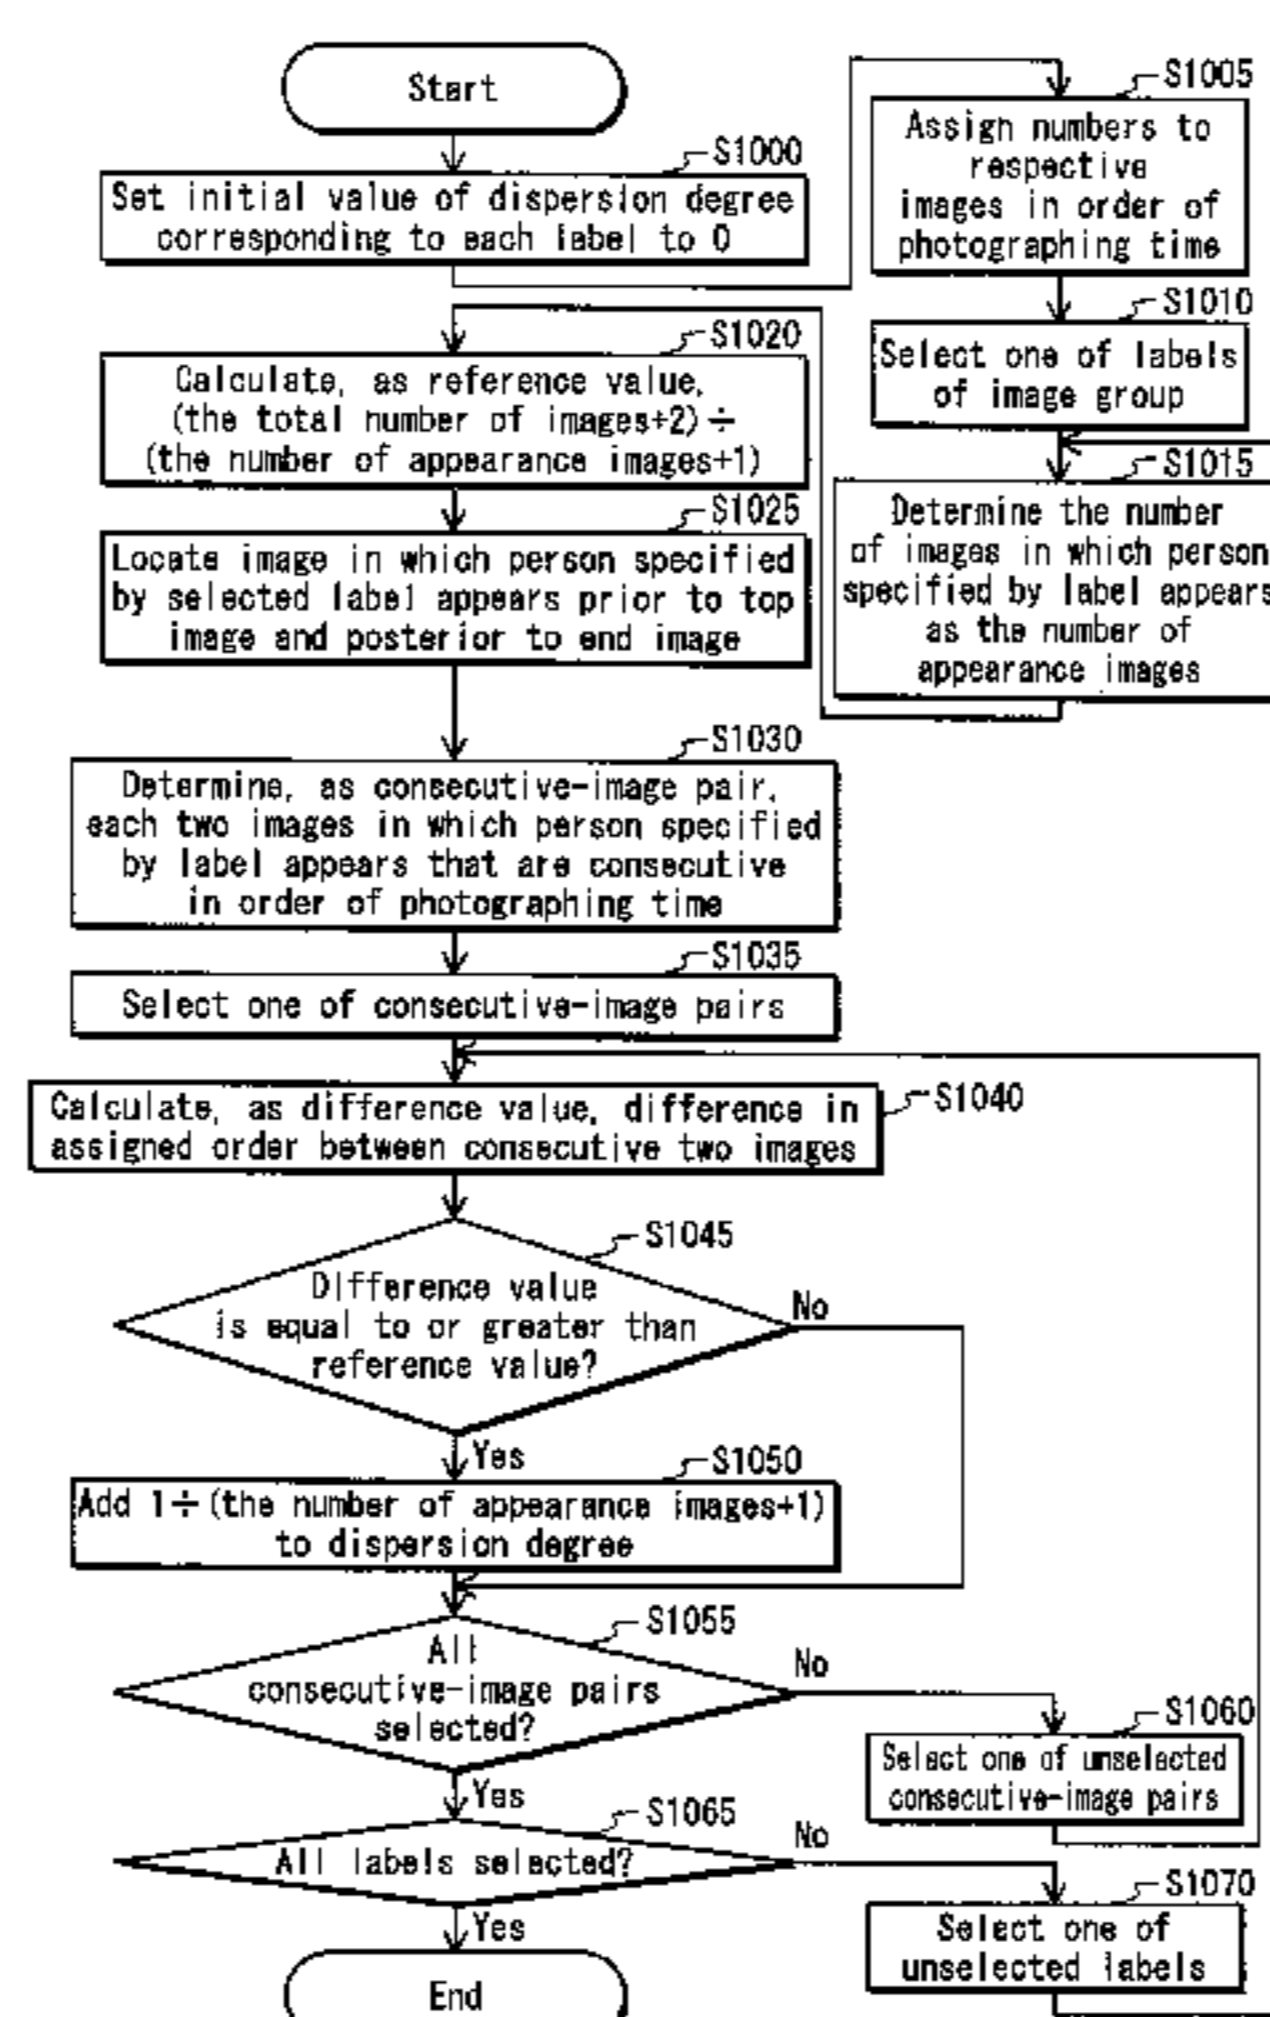 Start
S1000
Set initial value of dispersion degree
corresponding to each label to 0
S1005
Assign numbers to
respective
images in order of
photographing time
S1010
Select one of labels
of image group
S1015
Determine the number
of images in which person
specified by label appears
as the number of
appearance images
S1020
Calculate, as reference value,
(the total number of images+2)÷
(the number of appearance images+1)
S1025
Locate image in which person specified
by selected label appears prior to top
image and posterior to end image
S1030
Determine, as consecutive-image pair,
each two images in which person specified
by label appears that are consecutive
in order of photographing time
S1035
Select one of consecutive-image pairs
S1040
Calculate, as difference value, difference in
assigned order between consecutive two images
S1045
Difference value
is equal to or greater than
reference value?
No
Yes
S1050
Add 1÷(the number of appearance images+1)
to dispersion degree
S1055
All
consecutive-image pairs
selected?
No
S1060
Select one of unselected
consecutive-image pairs
Yes
S1065
All labels selected?
No
S1070
Select one of
unselected labels
Yes
End